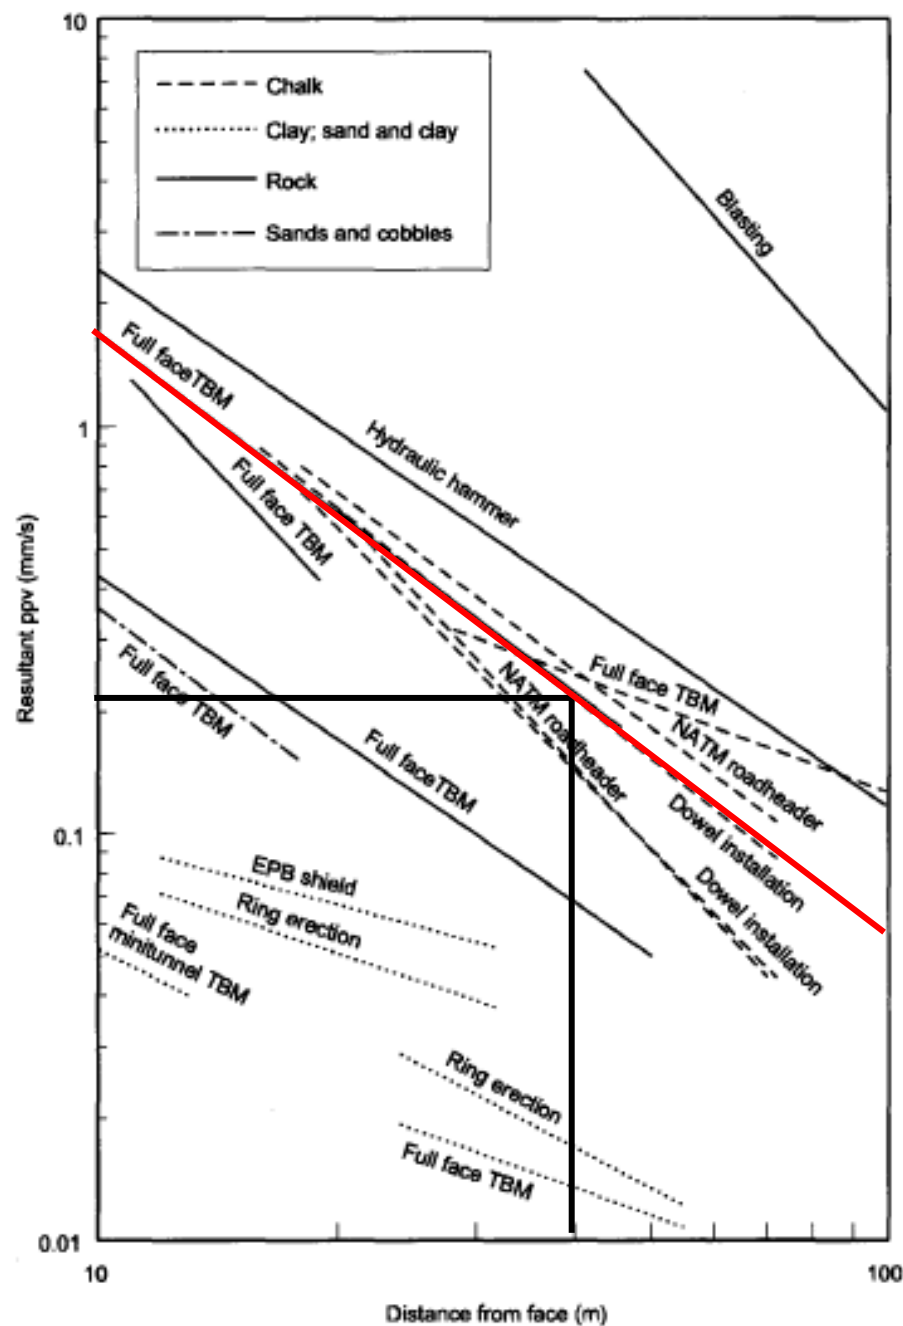 10
Chalk
Clay; sand and clay
Rock
Sands and cobbles
Blasting
Full face TBM
Hydraulic hammer
1
Full face TBM
Resultant ppv (mm/s)
Full face TBM
NATM roadheader
Full face TBM
NATM roadheader
Full face TBM
Dowel installation
0.1
Dowel installation
EPB shield
Ring erection
Full face
minitunnel TBM
Ring erection
Full face TBM
0.01
10
100
Distance from face (m)